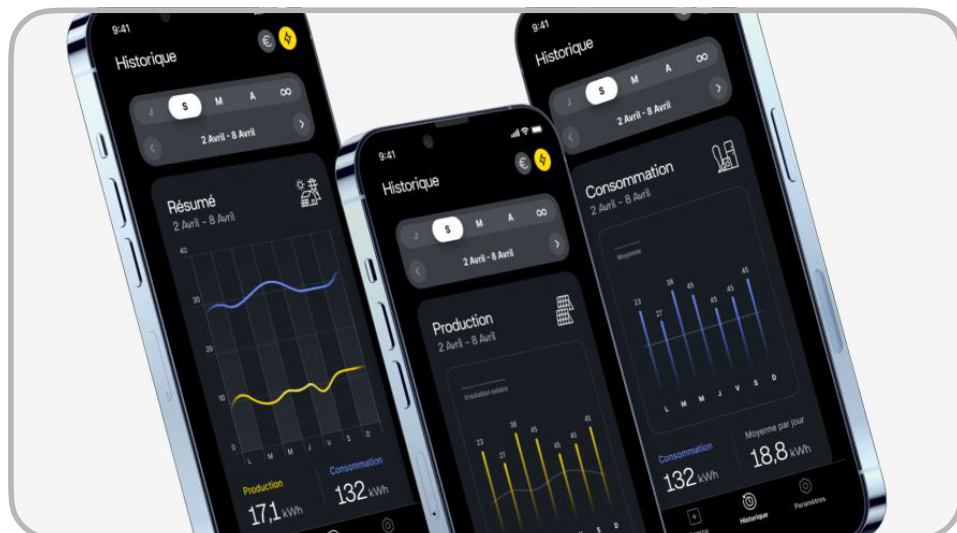 9:41
Historique
€
J S M A ∞
2 Avril - 8 Avril
Résumé
2 Avril – 8 Avril
40
30
20
10
0
L M M J V S D
Production
17,1 kWh
Consommation
132 kWh
9:41
Historique
€
J S M A ∞
2 Avril - 8 Avril
Production
2 Avril – 8 Avril
Irradiation solaire
23 27 38 45 45 45 45
9:41
Historique
J S M A ∞
2 Avril - 8 Avril
Consommation
2 Avril – 8 Avril
Moyenne
23 27 38 45 45 45 45
L M M J V S D
Consommation
132 kWh
Moyenne par jour
18,8 kWh
Historique
Paramètres